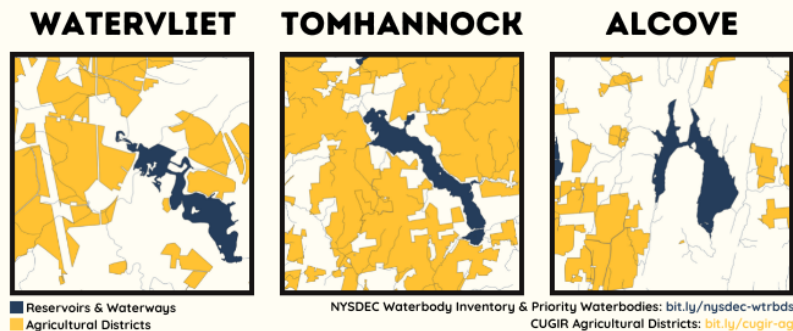 WATERVLIET
TOMHANNOCK
ALCOVE
Reservoirs & Waterways
Agricultural Districts
NYSDEC Waterbody Inventory & Priority Waterbodies: bit.ly/nysdec-wtrbds
CUGIR Agricultural Districts: bit.ly/cugir-ag